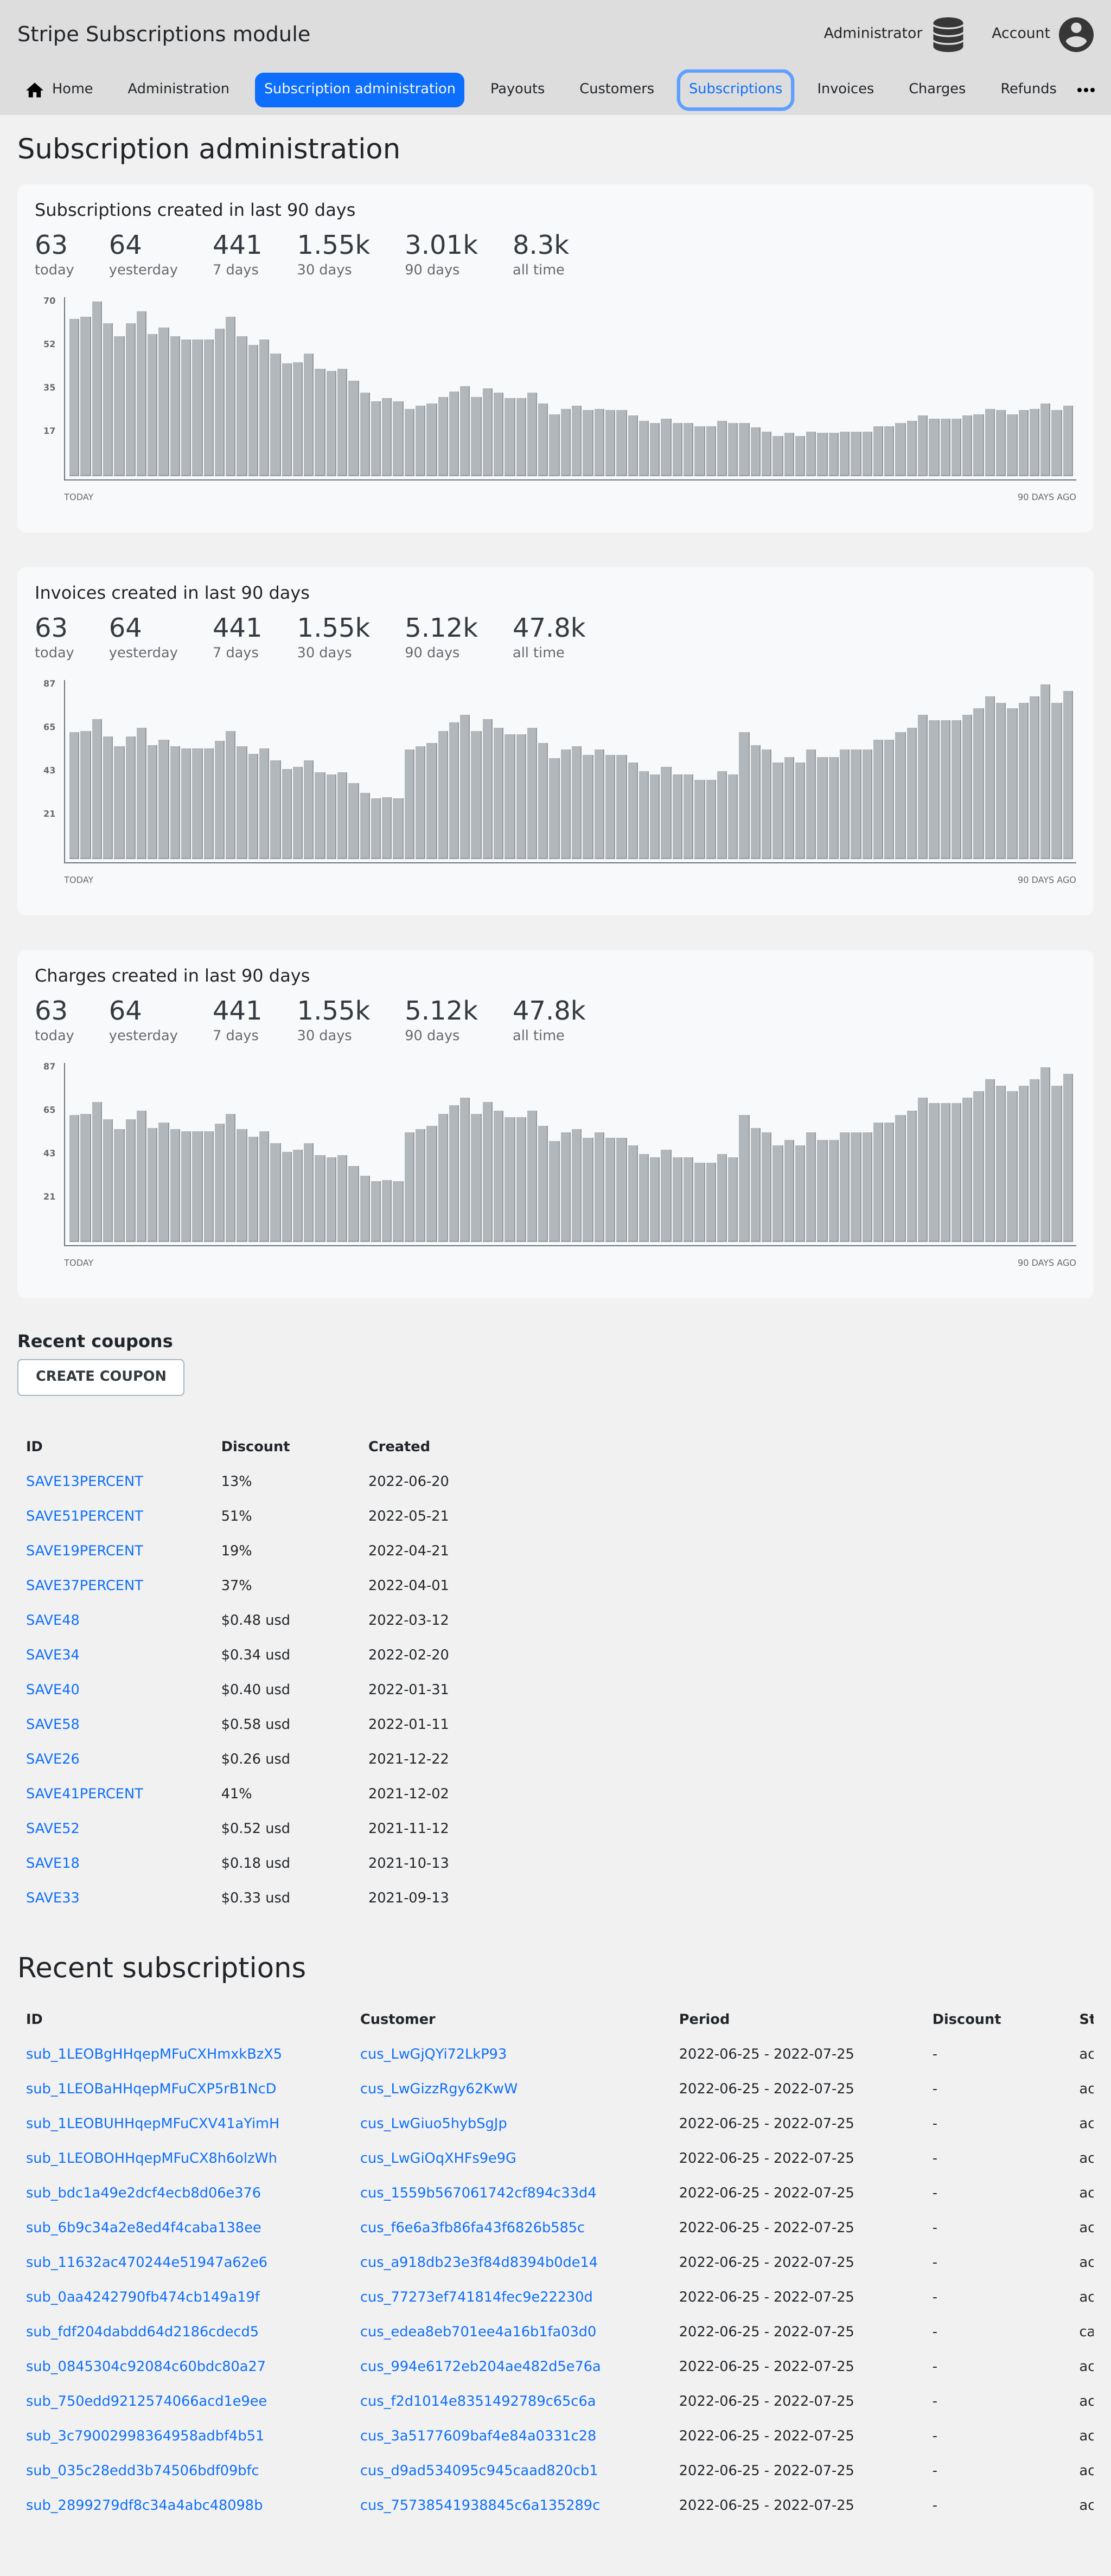 Stripe Subscriptions module
Administrator
Account
Home Administration Subscription administration Payouts Customers Subscriptions Invoices Charges Refunds •••
Subscription administration
Subscriptions created in last 90 days
63 64 441 1.55k 3.01k 8.3k
today yesterday 7 days 30 days 90 days all time
70
52
35
17
TODAY 90 DAYS AGO
Invoices created in last 90 days
63 64 441 1.55k 5.12k 47.8k
today yesterday 7 days 30 days 90 days all time
87
65
43
21
TODAY 90 DAYS AGO
Charges created in last 90 days
63 64 441 1.55k 5.12k 47.8k
today yesterday 7 days 30 days 90 days all time
87
65
43
21
TODAY 90 DAYS AGO
Recent coupons
CREATE COUPON
ID Discount Created
SAVE13PERCENT 13% 2022-06-20
SAVE51PERCENT 51% 2022-05-21
SAVE19PERCENT 19% 2022-04-21
SAVE37PERCENT 37% 2022-04-01
SAVE48 $0.48 usd 2022-03-12
SAVE34 $0.34 usd 2022-02-20
SAVE40 $0.40 usd 2022-01-31
SAVE58 $0.58 usd 2022-01-11
SAVE26 $0.26 usd 2021-12-22
SAVE41PERCENT 41% 2021-12-02
SAVE52 $0.52 usd 2021-11-12
SAVE18 $0.18 usd 2021-10-13
SAVE33 $0.33 usd 2021-09-13
Recent subscriptions
ID Customer Period Discount St
sub_1LEOBgHHqepMFuCXHmxkBzX5 cus_LwGjQYi72LkP93 2022-06-25 - 2022-07-25 - ac
sub_1LEOBaHHqepMFuCXP5rB1NcD cus_LwGizzRgy62KwW 2022-06-25 - 2022-07-25 - ac
sub_1LEOBUHHqepMFuCXV41aYimH cus_LwGiuo5hybSgJp 2022-06-25 - 2022-07-25 - ac
sub_1LEOBOHHqepMFuCX8h6olzWh cus_LwGiOqXHFs9e9G 2022-06-25 - 2022-07-25 - ac
sub_bdc1a49e2dcf4ecb8d06e376 cus_1559b567061742cf894c33d4 2022-06-25 - 2022-07-25 - ac
sub_6b9c34a2e8ed4f4caba138ee cus_f6e6a3fb86fa43f6826b585c 2022-06-25 - 2022-07-25 - ac
sub_11632ac470244e51947a62e6 cus_a918db23e3f84d8394b0de14 2022-06-25 - 2022-07-25 - ac
sub_0aa4242790fb474cb149a19f cus_77273ef741814fec9e22230d 2022-06-25 - 2022-07-25 - ac
sub_fdf204dabdd64d2186cdecd5 cus_edea8eb701ee4a16b1fa03d0 2022-06-25 - 2022-07-25 - ca
sub_0845304c92084c60bdc80a27 cus_994e6172eb204ae482d5e76a 2022-06-25 - 2022-07-25 - ac
sub_750edd9212574066acd1e9ee cus_f2d1014e8351492789c65c6a 2022-06-25 - 2022-07-25 - ac
sub_3c79002998364958adbf4b51 cus_3a5177609baf4e84a0331c28 2022-06-25 - 2022-07-25 - ac
sub_035c28edd3b74506bdf09bfc cus_d9ad534095c945caad820cb1 2022-06-25 - 2022-07-25 - ac
sub_2899279df8c34a4abc48098b cus_75738541938845c6a135289c 2022-06-25 - 2022-07-25 - ac